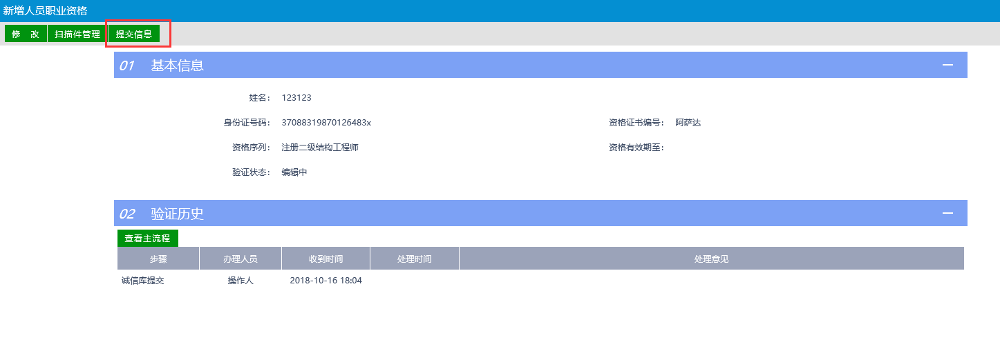 新增人员职业资格
修 改 扫描件管理 提交信息
01 基本信息
姓名： 123123
身份证号码： 37088319870126483x 资格证书编号： 阿萨达
资格序列： 注册二级结构工程师 资格有效期至：
验证状态： 编辑中
02 验证历史
查看主流程
步骤 办理人员 收到时间 处理时间 处理意见
诚信库提交 操作人 2018-10-16 18:04